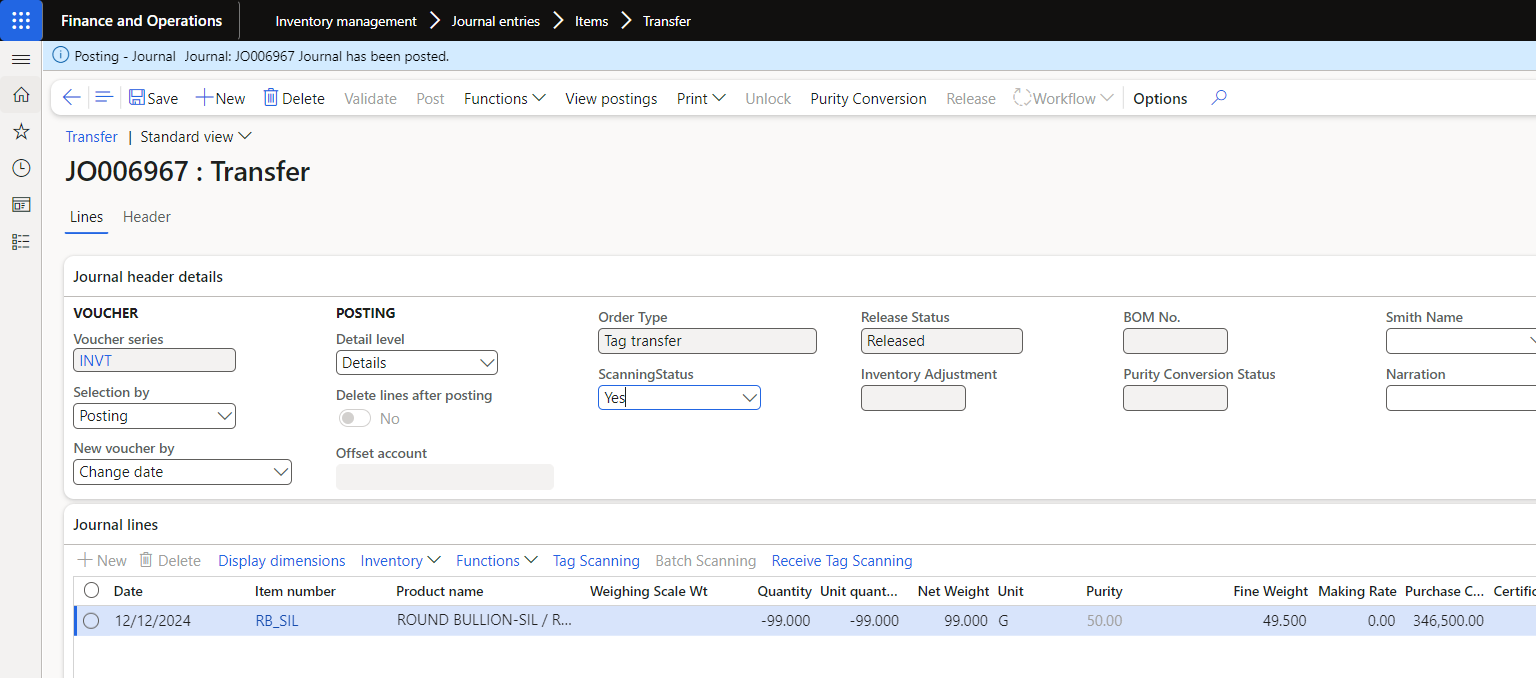 Finance and Operations
Inventory management > Journal entries > Items > Transfer
Posting - Journal Journal: JO006967 Journal has been posted.
Save New Delete Validate Post Functions View postings Print Unlock Purity Conversion Release Workflow Options
Transfer | Standard view
JO006967 : Transfer
Lines Header
Journal header details
VOUCHER
Voucher series
INVT
Selection by
Posting
New voucher by
Change date
POSTING
Detail level
Details
Delete lines after posting
No
Offset account
Order Type
Tag transfer
ScanningStatus
Yes
Release Status
Released
Inventory Adjustment
BOM No.
Purity Conversion Status
Smith Name
Narration
Journal lines
New Delete Display dimensions Inventory Functions Tag Scanning Batch Scanning Receive Tag Scanning
Date Item number Product name Weighing Scale Wt Quantity Unit quant... Net Weight Unit Purity Fine Weight Making Rate Purchase C... Certific
12/12/2024 RB_SIL ROUND BULLION-SIL / R... -99.000 -99.000 99.000 G 50.00 49.500 0.00 346,500.00